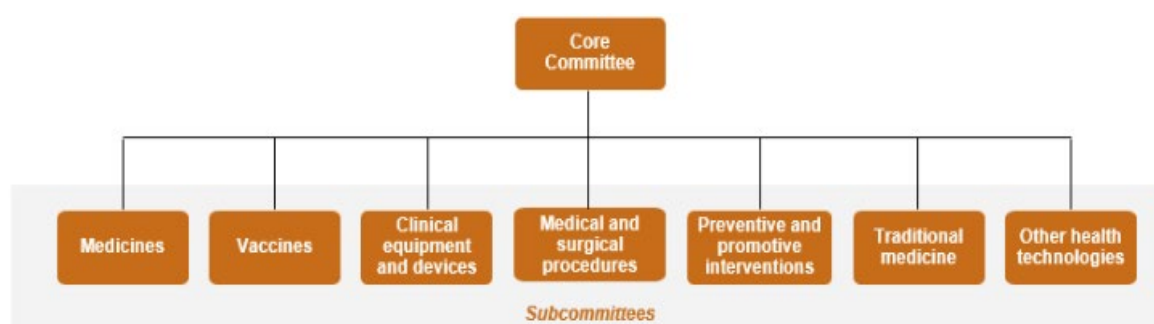 Core
Committee
Medicines
Vaccines
Clinical
equipment
and devices
Medical and
surgical
procedures
Preventive and
promotive
interventions
Traditional
medicine
Other health
technologies
Subcommittees